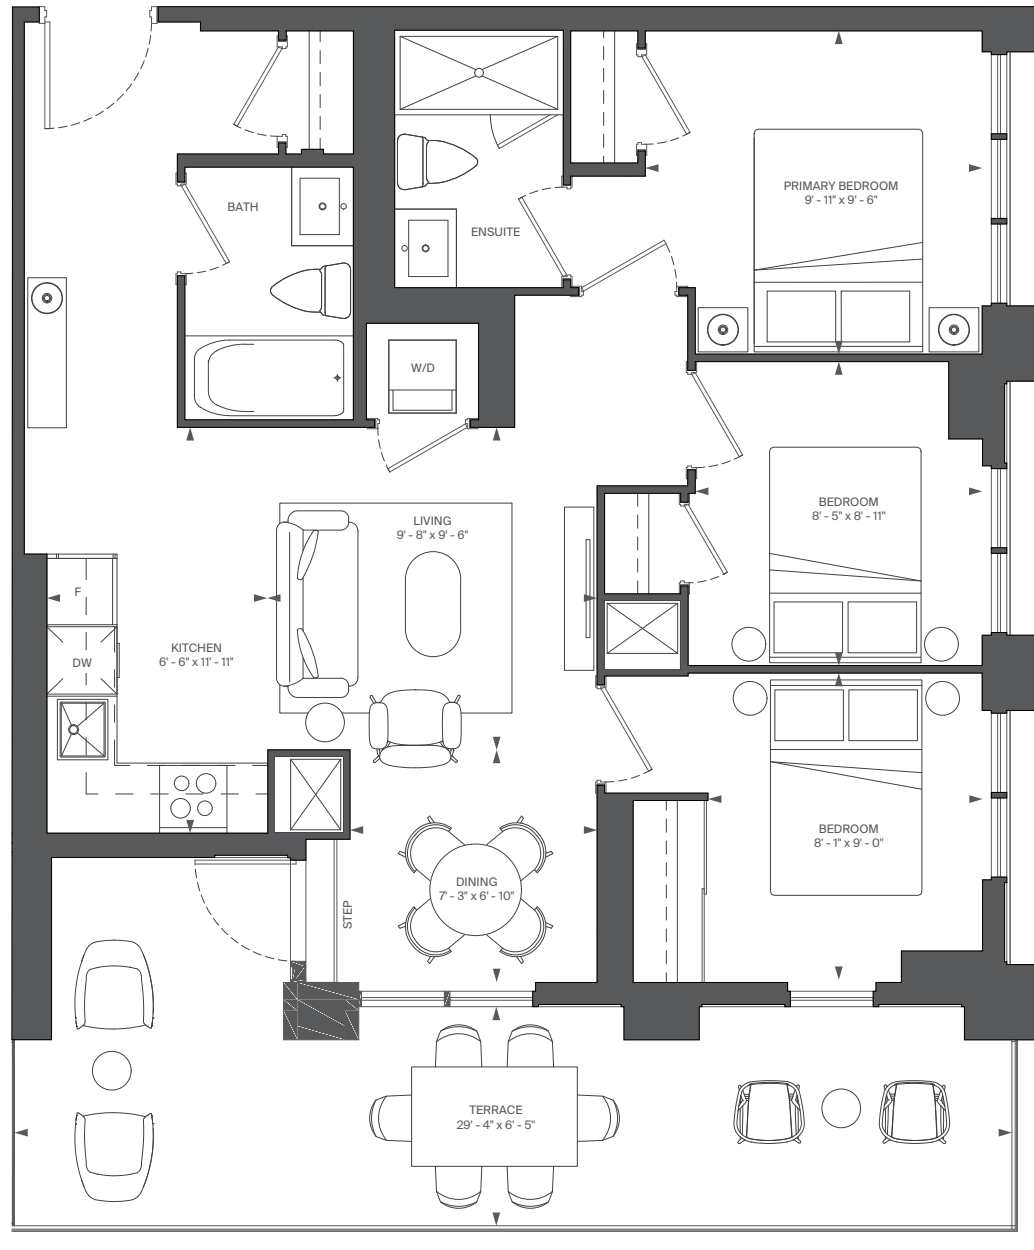 PRIMARY BEDROOM
9' - 11" x 9' - 6"
BATH
ENSUITE
W/D
BEDROOM
8' - 5" x 8' - 11"
LIVING
9' - 8" x 9' - 6"
F
KITCHEN
6' - 6" x 11' - 11"
DW
BEDROOM
8' - 1" x 9' - 0"
DINING
7' - 3" x 6' - 10"
STEP
TERRACE
29' - 4" x 6' - 5"